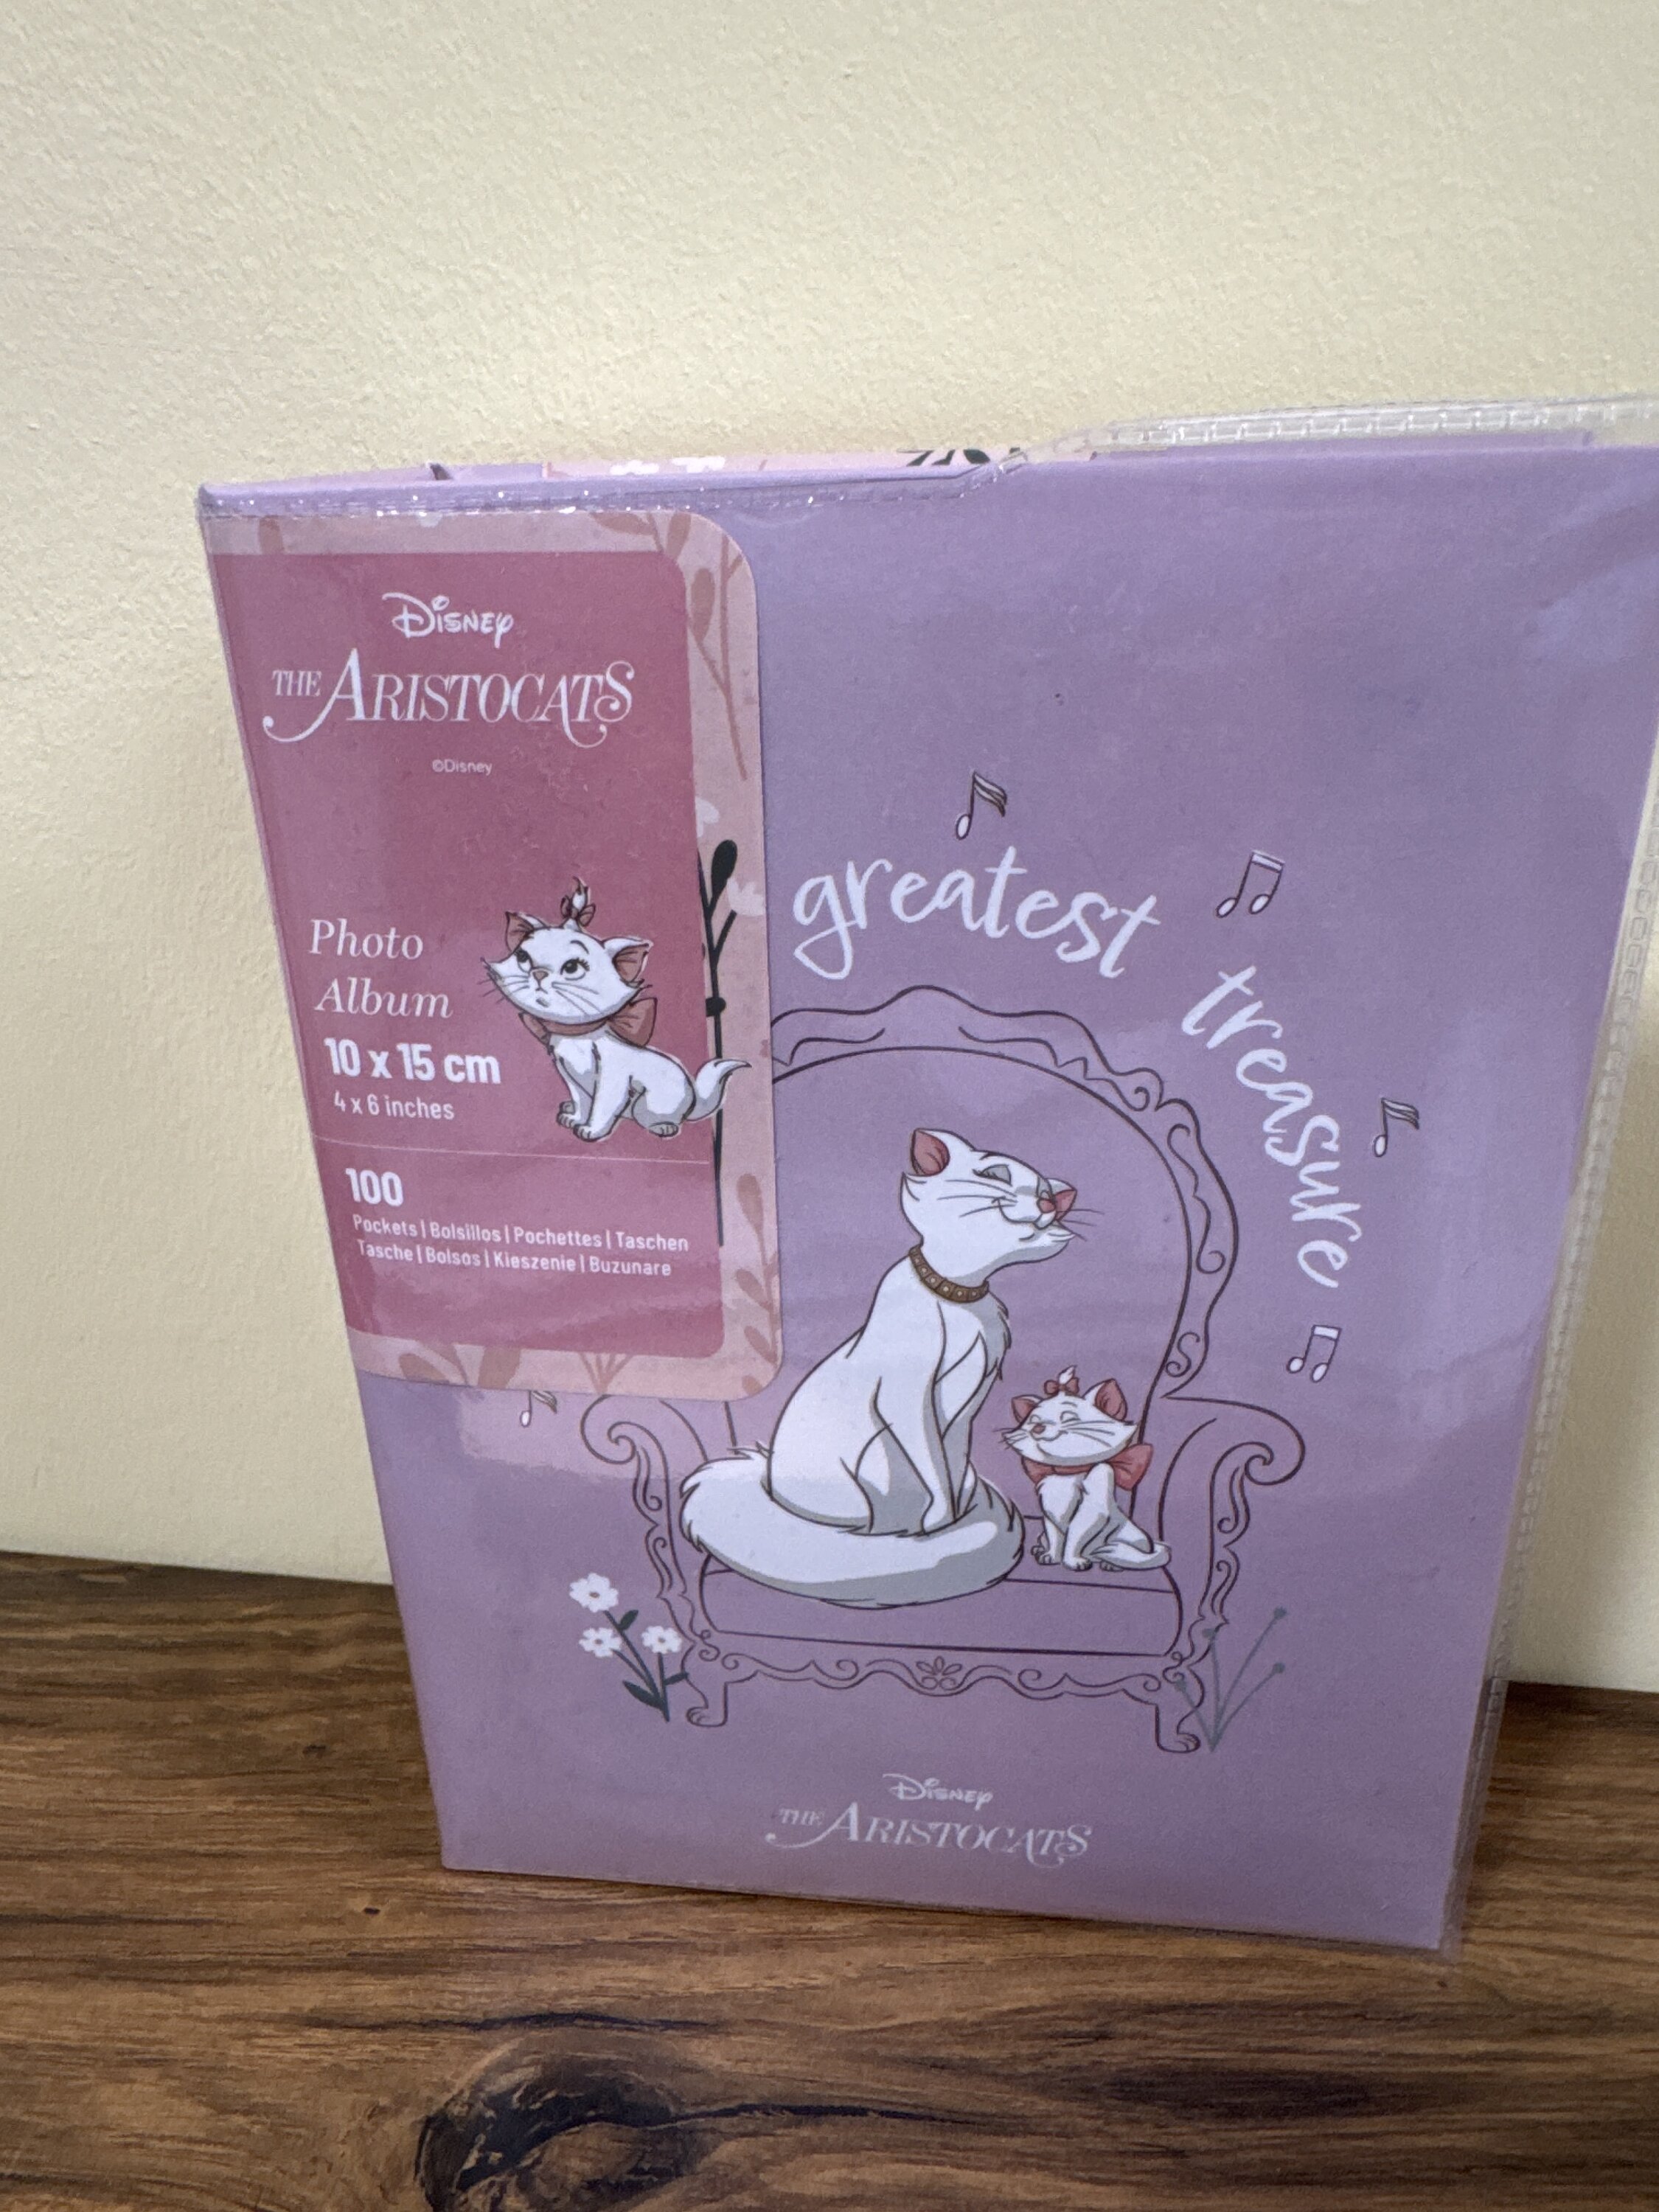 Disney
THE ARISTOCATS
©Disney
Photo
Album
10 x 15 cm
4 x 6 inches
100
Pockets | Bolsillos | Pochettes | Taschen
Tasche | Bolsos | Kieszenie | Buzunare
greatest treasure
Disney
THE ARISTOCATS